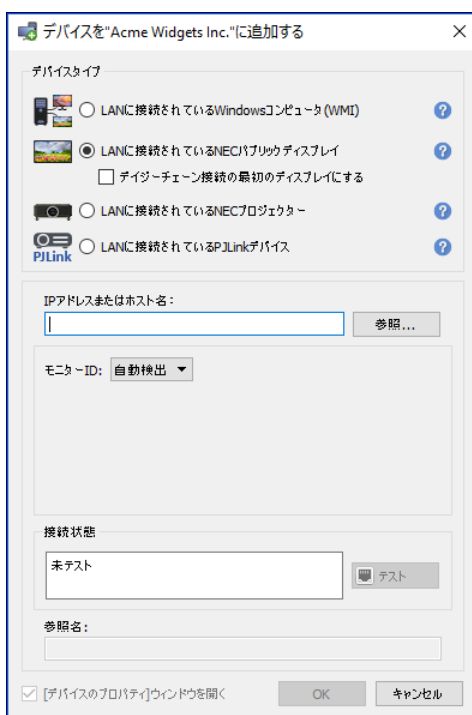 デバイスを"Acme Widgets Inc."に追加する
デバイスタイプ
LANに接続されているWindowsコンピュータ(WMI)
LANに接続されているNECパブリックディスプレイ
デイジーチェーン接続の最初のディスプレイにする
LANに接続されているNECプロジェクター
PJLink
LANに接続されているPJLinkデバイス
IPアドレスまたはホスト名:
参照...
モニターID: 自動検出
接続状態
未テスト
テスト
参照名:
[デバイスのプロパティ]ウィンドウを開く
OK
キャンセル